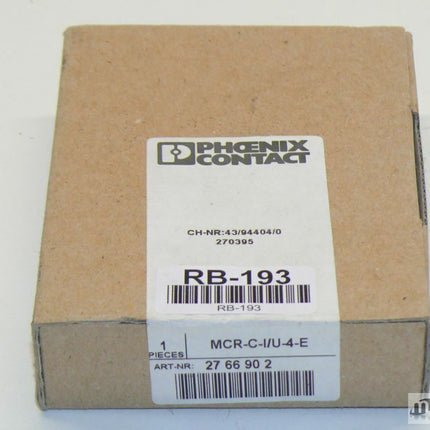 PHŒNIX
CONTACT
CH-NR:43/94404/0
270395
RB-193
RB-193
1 MCR-C-I/U-4-E
PIECES
ART-NR: 27 66 90 2